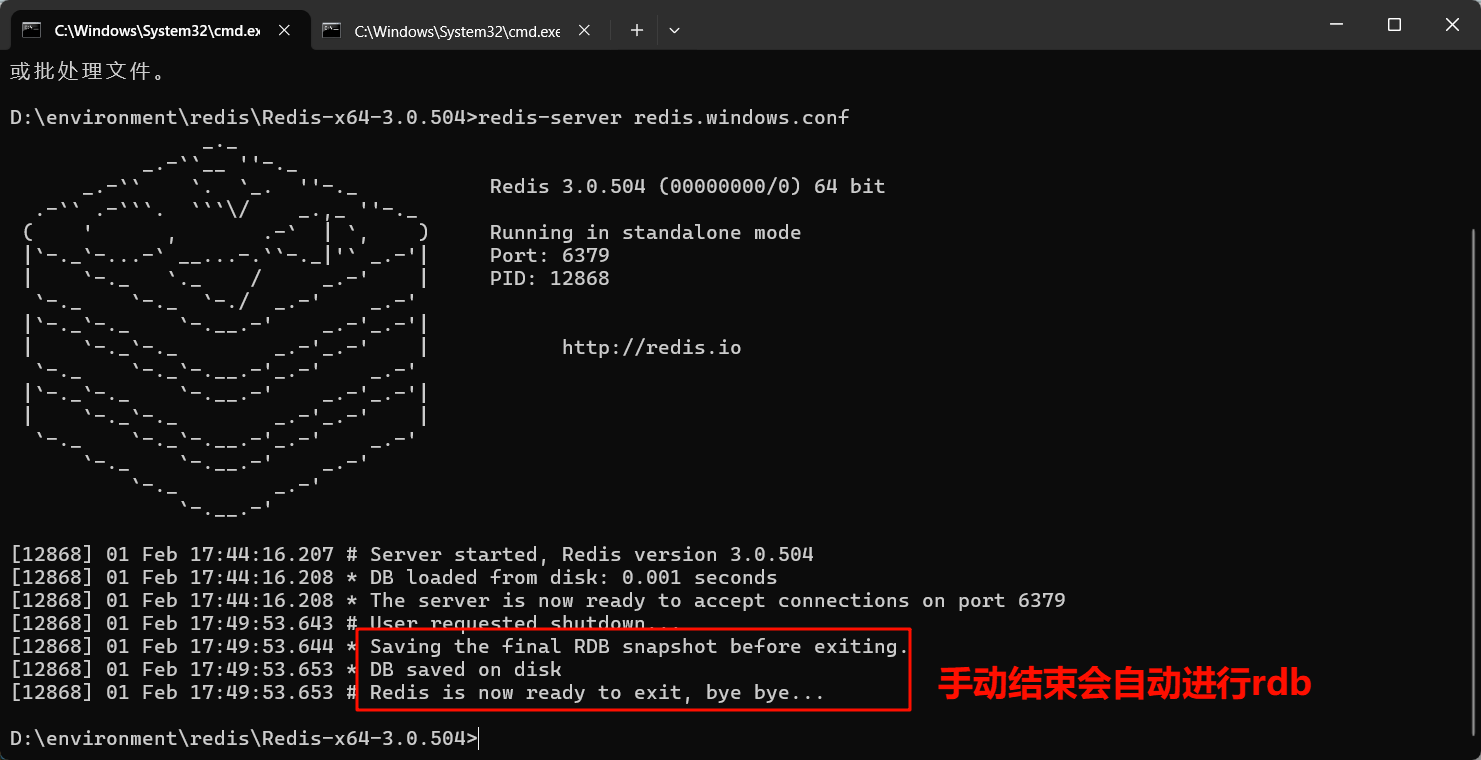 C:\Windows\System32\cmd.ex
C:\Windows\System32\cmd.exe
或批处理文件。
D:\environment\redis\Redis-x64-3.0.504>redis-server redis.windows.conf
Redis 3.0.504 (00000000/0) 64 bit
Running in standalone mode
Port: 6379
PID: 12868
http://redis.io
[12868] 01 Feb 17:44:16.207 # Server started, Redis version 3.0.504
[12868] 01 Feb 17:44:16.208 * DB loaded from disk: 0.001 seconds
[12868] 01 Feb 17:44:16.208 * The server is now ready to accept connections on port 6379
[12868] 01 Feb 17:49:53.643 # User requested shutdown...
[12868] 01 Feb 17:49:53.644 * Saving the final RDB snapshot before exiting.
[12868] 01 Feb 17:49:53.653 * DB saved on disk
[12868] 01 Feb 17:49:53.653 # Redis is now ready to exit, bye bye...
手动结束会自动进行rdb
D:\environment\redis\Redis-x64-3.0.504>